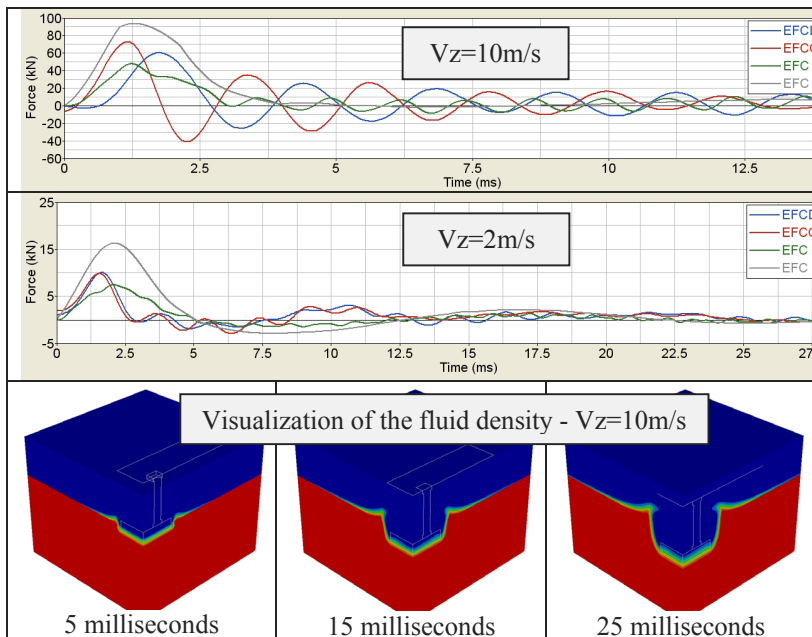 Vz=10m/s
Force (kN)
100
80
60
40
20
0
-20
-40
-60
0
2.5
5
7.5
10
12.5
Time (ms)
EFC
Vz=2m/s
Force (kN)
25
15
5
-5
0
2.5
5
7.5
10
12.5
15
17.5
20
22.5
25
Time (ms)
EFC
Visualization of the fluid density - Vz=10m/s
5 milliseconds
15 milliseconds
25 milliseconds